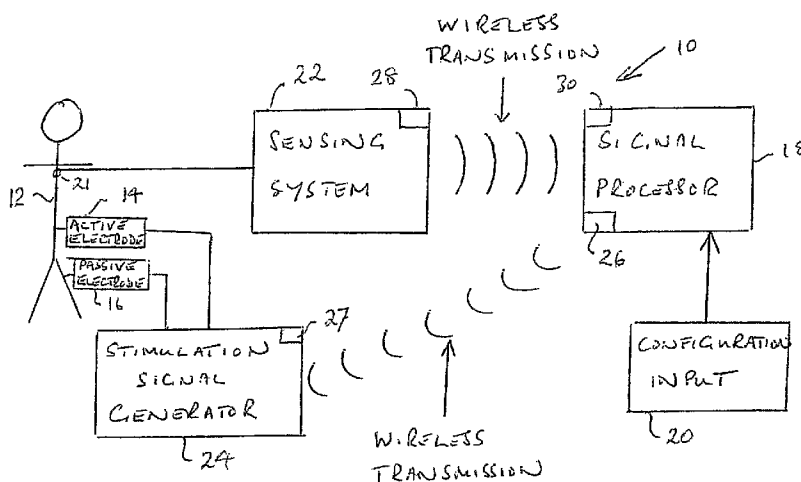 WIRELESS
TRANSMISSION
10
22
28
30
SENSING
SYSTEM
SIGNAL
PROCESSOR
18
12
21
14
ACTIVE
ELECTRODE
PASSIVE
ELECTRODE
16
26
27
STIMULATION
SIGNAL
GENERATOR
24
CONFIGURATION
INPUT
20
WIRELESS
TRANSMISSION